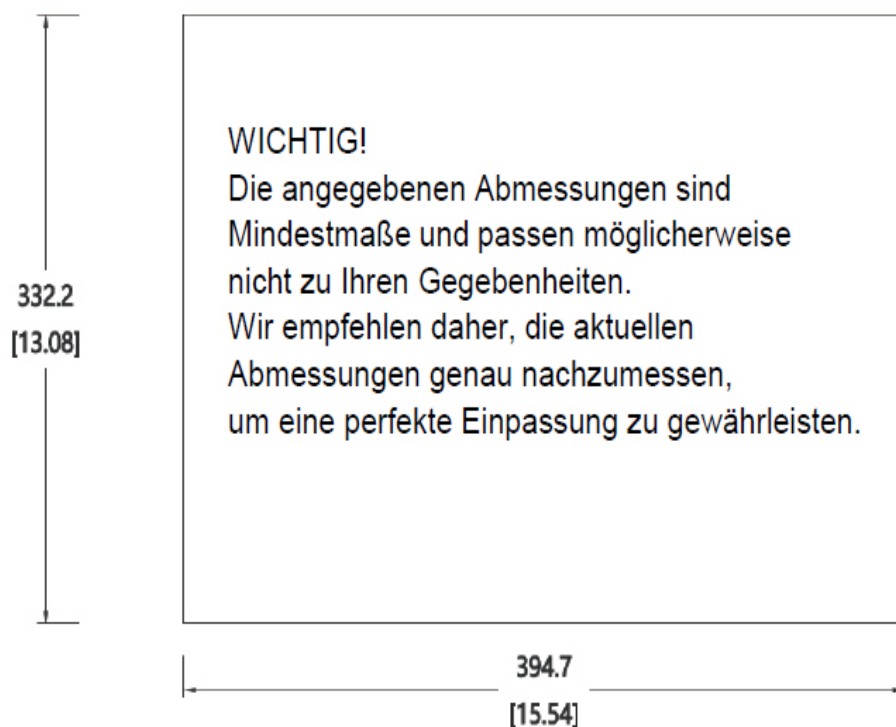 WICHTIG!
Die angegebenen Abmessungen sind
Mindestmaße und passen möglicherweise
nicht zu Ihren Gegebenheiten.
Wir empfehlen daher, die aktuellen
Abmessungen genau nachzumessen,
um eine perfekte Einpassung zu gewährleisten.
332.2
[13.08]
394.7
[15.54]